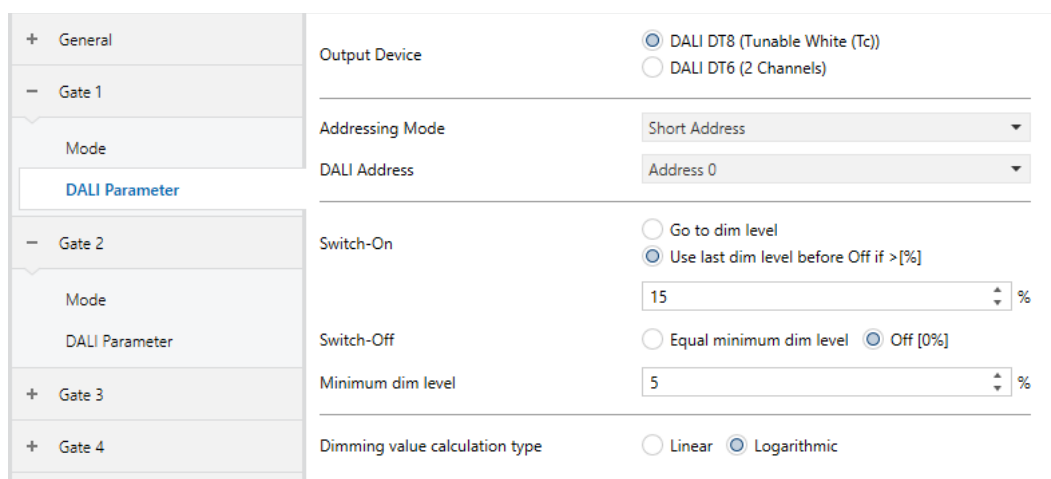 + General
− Gate 1
Mode
DALI Parameter
− Gate 2
Mode
DALI Parameter
+ Gate 3
+ Gate 4
Output Device
DALI DT8 (Tunable White (Tc))
DALI DT6 (2 Channels)
Addressing Mode Short Address
DALI Address Address 0
Switch-On
Go to dim level
Use last dim level before Off if >[%]
15 %
Switch-Off Equal minimum dim level Off [0%]
Minimum dim level 5 %
Dimming value calculation type Linear Logarithmic